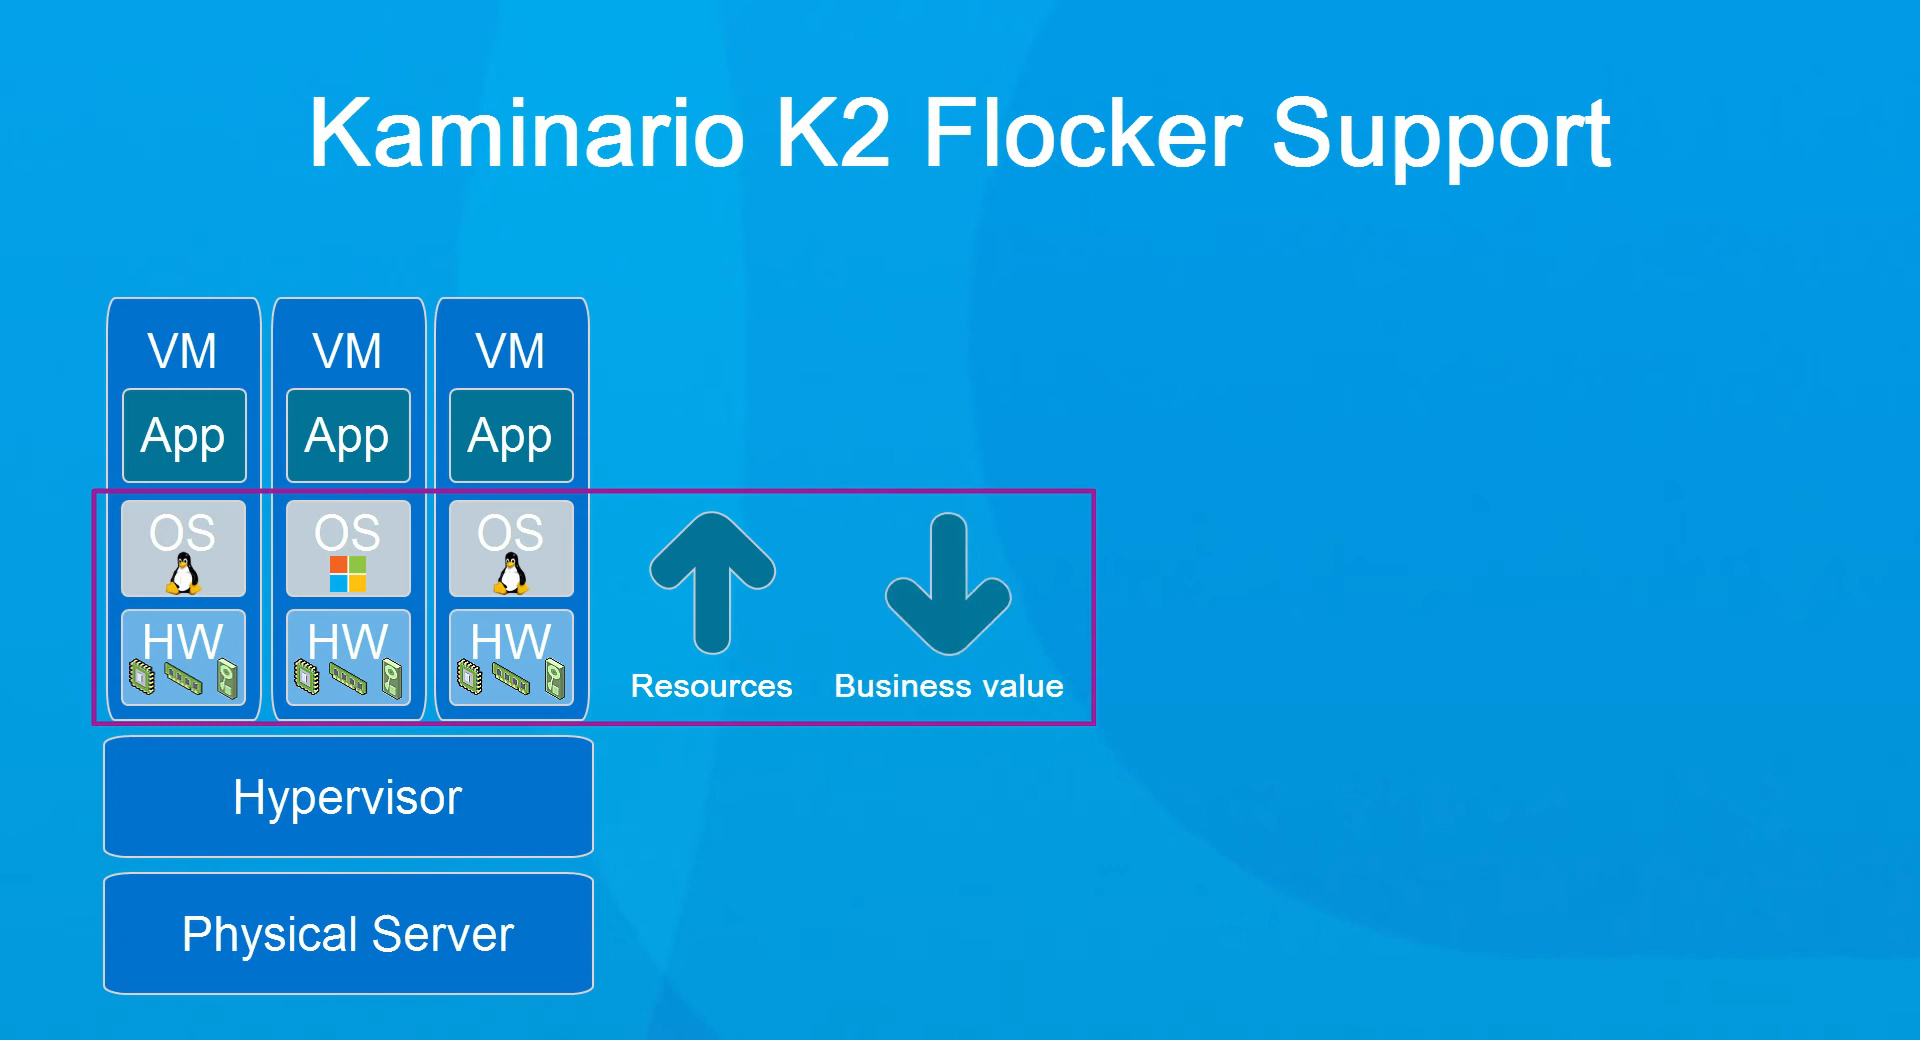 Kaminario K2 Flocker Support
VM VM VM
App App App
OS OS OS
HW HW HW
Resources Business value
Hypervisor
Physical Server